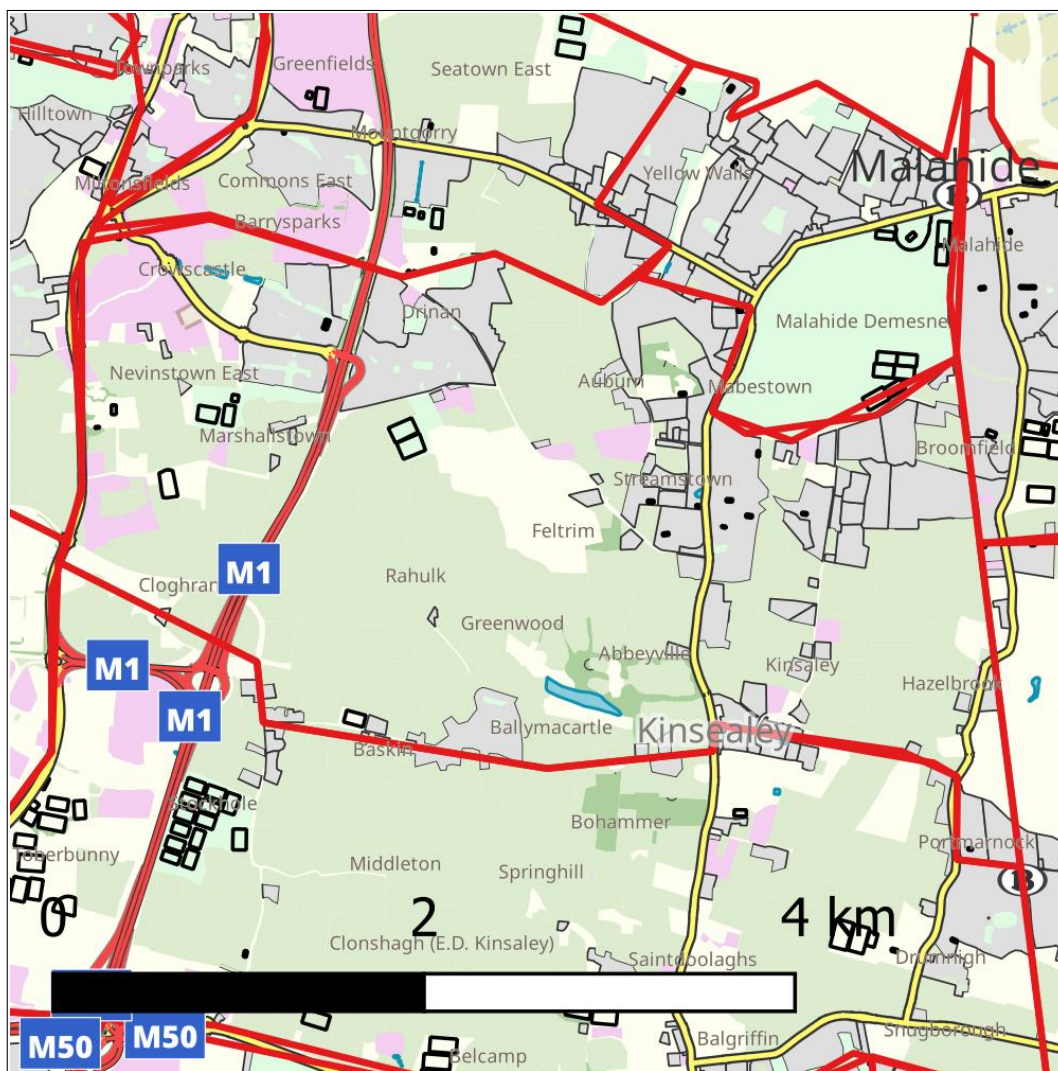 Townparks
Greenfields
Seatown East
Hilltown
Mountgorry
Malahide
Miltonsfields
Commons East
Yellow Walls
Barrysparks
Malahide
Crowscastle
Drinan
Malahide Demesne
Nevinstown East
Auburn
Mabestown
Marshallstown
Broomfield
Streamstown
Feltrim
M1
Rahulk
Cloghran
Greenwood
Abbeyville
Kinsaley
M1
Hazelbrook
M1
Ballymacartle
Kinsealey
Baskin
Stockhole
Bohammer
Portmarnock
Toberbunny
Middleton
Springhill
0
2
4 km
Clonshagh (E.D. Kinsaley)
Saintdoolaghs
Drumnigh
Snugborough
M50
M50
Balgriffin
Belcamp